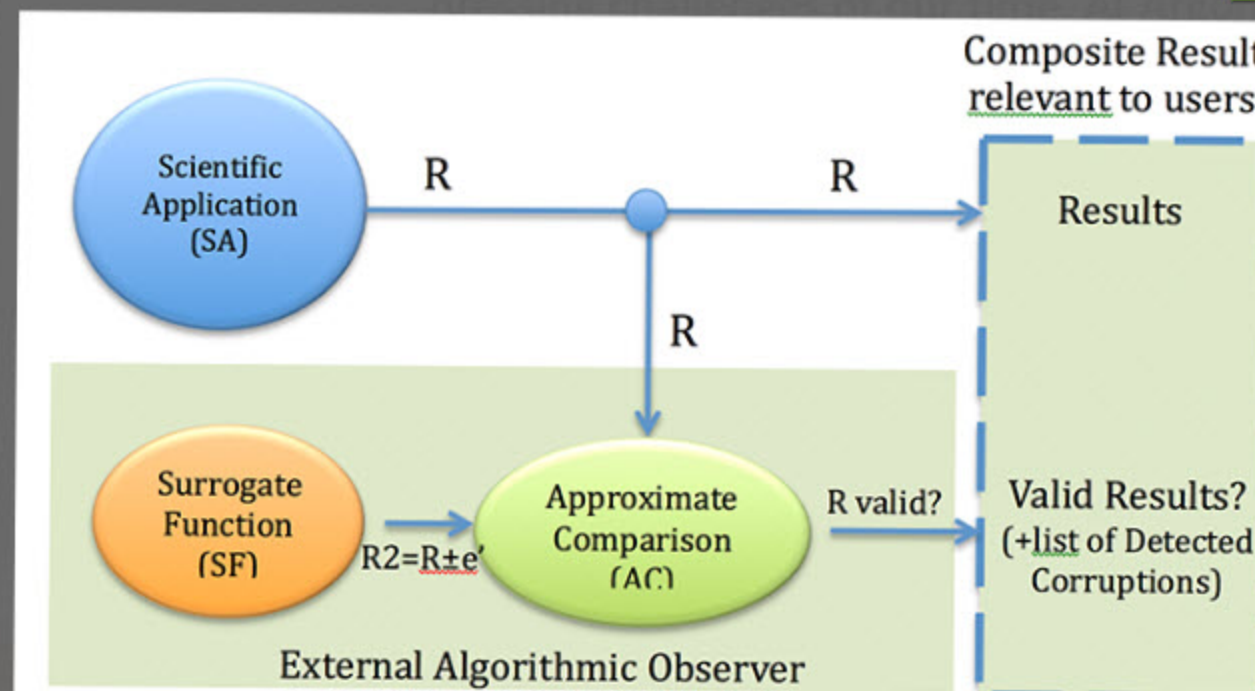 Composite Result
relevant to users
Scientific
Application
(SA)
R
R
Results
R
Surrogate
Function
(SF)
R2=R±e'
Approximate
Comparison
(AC)
R valid?
Valid Results?
(+list of Detected
Corruptions)
External Algorithmic Observer